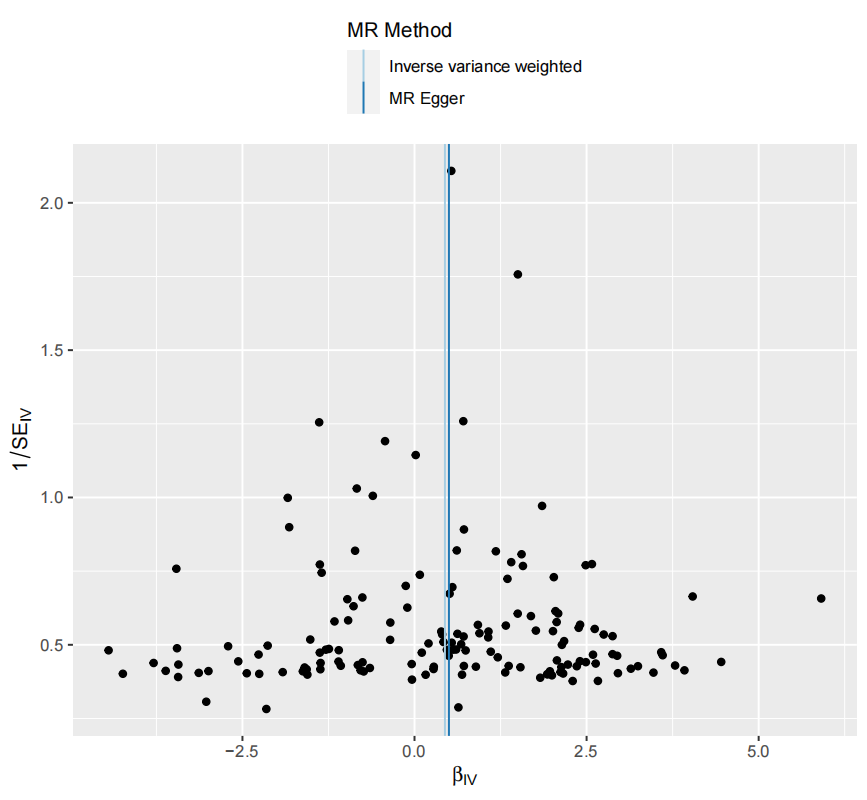 MR Method
Inverse variance weighted
MR Egger
2.0
1.5
1.0
0.5
1/SE_IV
−2.5 0.0 2.5 5.0
β_IV